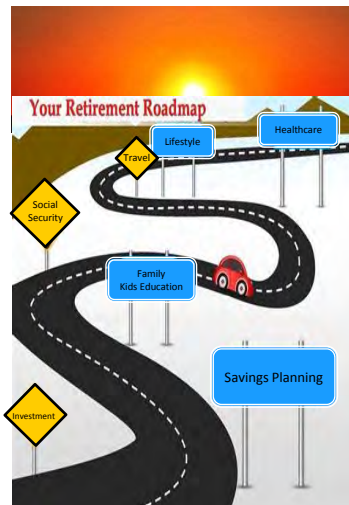 Your Retirement Roadmap
Healthcare
Lifestyle
Travel
Social
Security
Family
Kids Education
Savings Planning
Investment